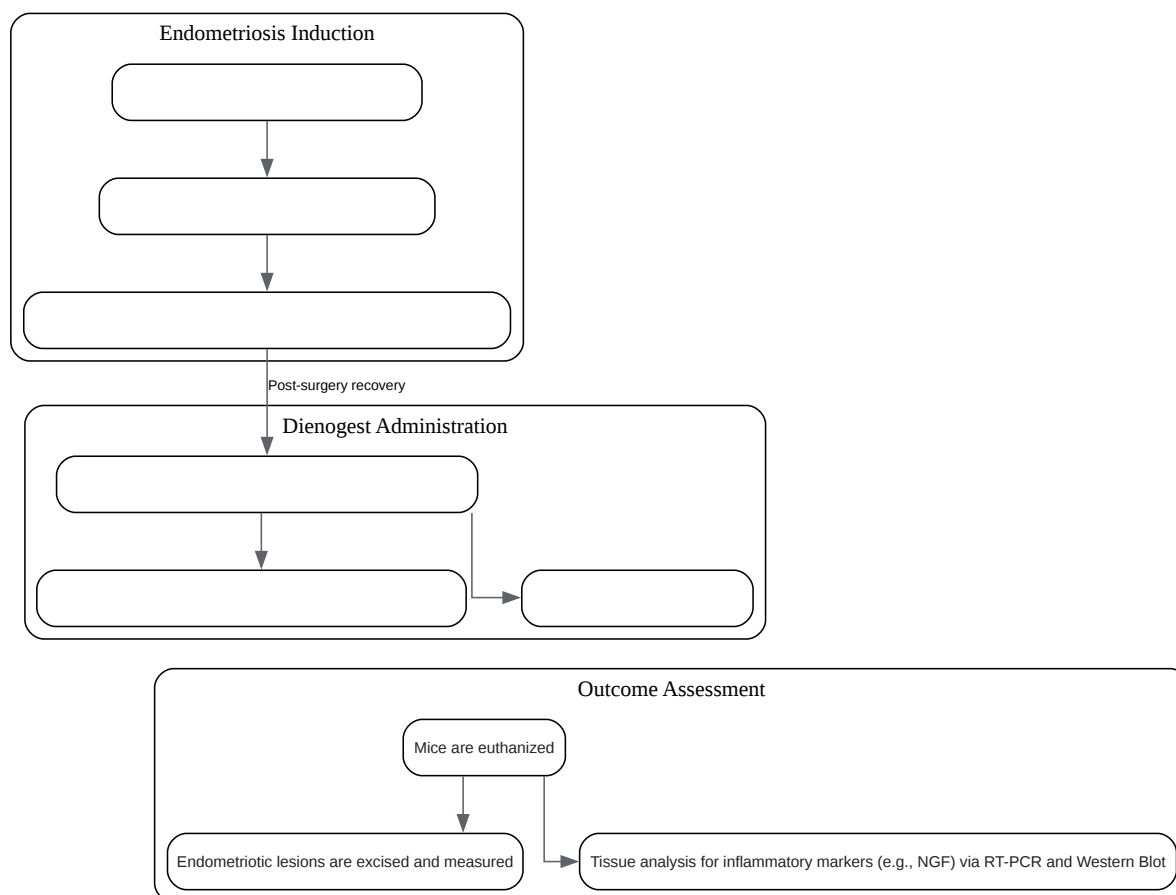 Endometriosis Induction
Post-surgery recovery
Dienogest Administration
Outcome Assessment
Mice are euthanized
Endometriotic lesions are excised and measured
Tissue analysis for inflammatory markers (e.g., NGF) via RT-PCR and Western Blot